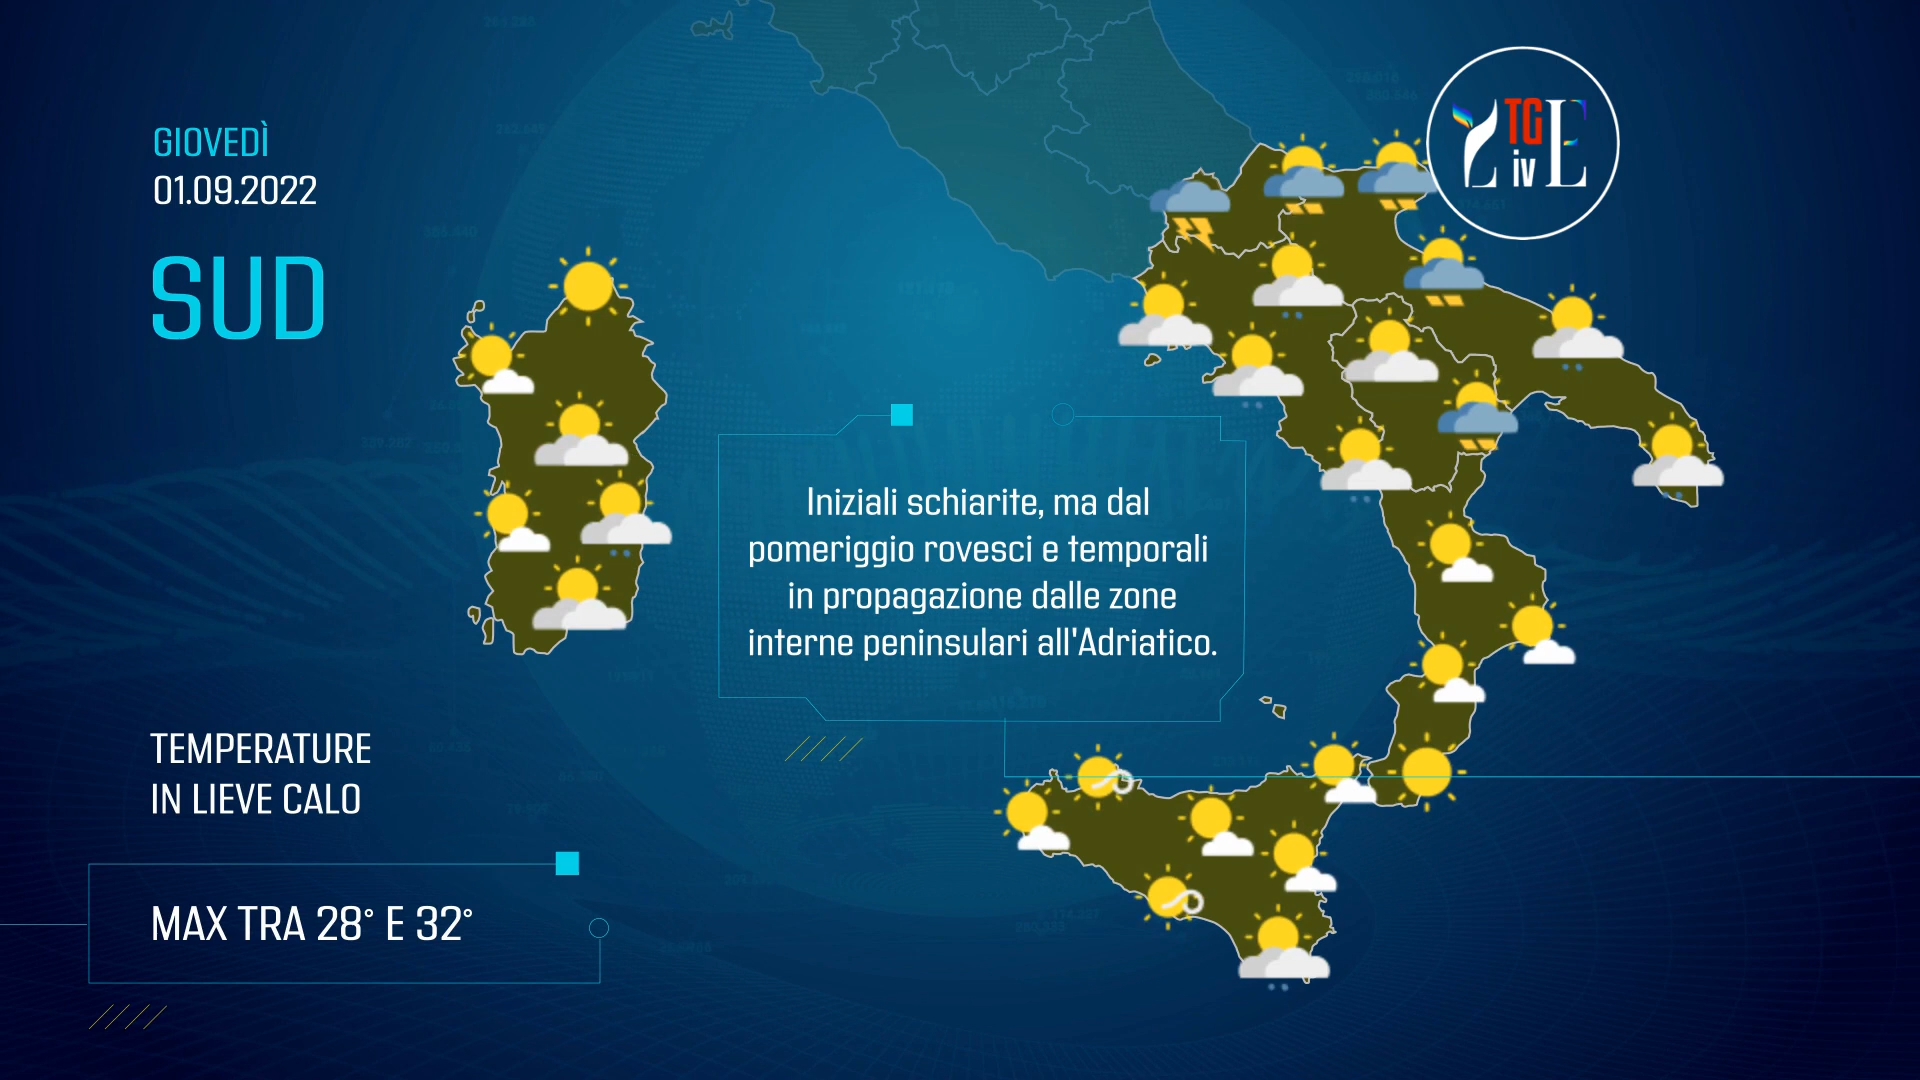 GIOVEDÌ
01.09.2022
SUD
TG
iv
E
Iniziali schiarite, ma dal
pomeriggio rovesci e temporali
in propagazione dalle zone
interne peninsulari all'Adriatico.
TEMPERATURE
IN LIEVE CALO
MAX TRA 28° E 32°